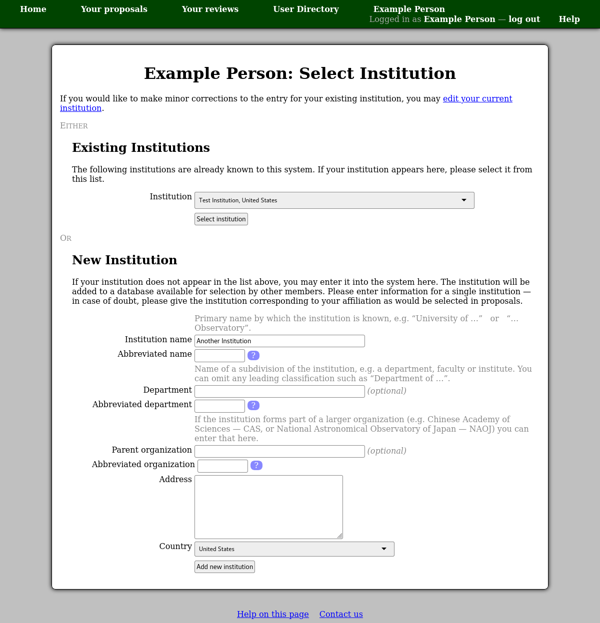 Home Your proposals Your reviews User Directory Example Person
Logged in as Example Person — log out Help
Example Person: Select Institution
If you would like to make minor corrections to the entry for your existing institution, you may edit your current
institution.
EITHER
Existing Institutions
The following institutions are already known to this system. If your institution appears here, please select it from
this list.
Institution Test Institution, United States
Select institution
OR
New Institution
If your institution does not appear in the list above, you may enter it into the system here. The institution will be
added to a database available for selection by other members. Please enter information for a single institution —
in case of doubt, please give the institution corresponding to your affiliation as would be selected in proposals.
Primary name by which the institution is known, e.g. “University of …” or “…
Observatory”.
Institution name Another Institution
Abbreviated name ?
Name of a subdivision of the institution, e.g. a department, faculty or institute. You
can omit any leading classification such as “Department of …”.
Department (optional)
Abbreviated department ?
If the institution forms part of a larger organization (e.g. Chinese Academy of
Sciences — CAS, or National Astronomical Observatory of Japan — NAOJ) you can
enter that here.
Parent organization (optional)
Abbreviated organization ?
Address
Country United States
Add new institution
Help on this page Contact us